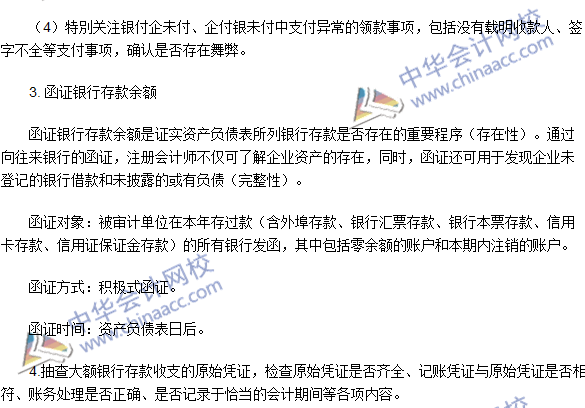 （4）特别关注银付企未付、企付银未付中支付异常的领款事项，包括没有载明收款人、签
字不全等支付事项，确认是否存在舞弊。
3. 函证银行存款余额
函证银行存款余额是证实资产负债表所列银行存款是否存在的重要程序（存在性）。通过
向往来银行的函证，注册会计师不仅可了解企业资产的存在，同时，函证还可用于发现企业未
登记的银行借款和未披露的或有负债（完整性）。
函证对象：被审计单位在本年存过款（含外埠存款、银行汇票存款、银行本票存款、信用
卡存款、信用证保证金存款）的所有银行发函，其中包括零余额的账户和本期内注销的账户。
函证方式：积极式函证。
函证时间：资产负债表日后。
4.抽查大额银行存款收支的原始凭证，检查原始凭证是否齐全、记账凭证与原始凭证是否相
符、账务处理是否正确、是否记录于恰当的会计期间等各项内容。
中华会计网校
www.chinaacc.com
中华会计网校
www.chinaacc.com